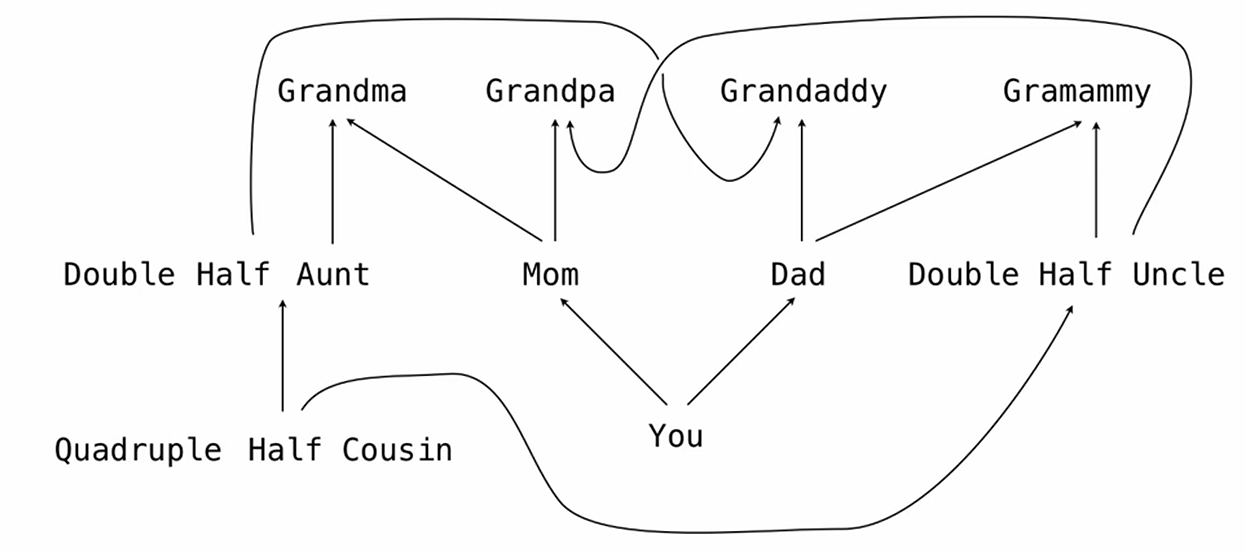 Grandma Grandpa Grandaddy Gramammy
Double Half Aunt Mom Dad Double Half Uncle
You
Quadruple Half Cousin